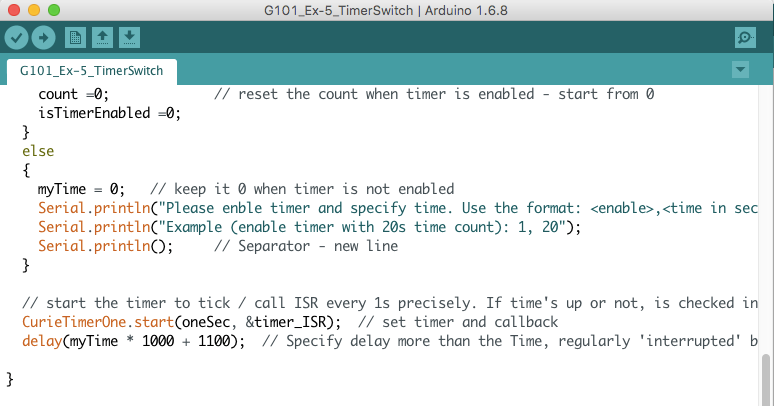 G101_Ex-5_TimerSwitch | Arduino 1.6.8
G101_Ex-5_TimerSwitch
count =0; // reset the count when timer is enabled - start from 0
isTimerEnabled =0;
}
else
{
myTime = 0; // keep it 0 when timer is not enabled
Serial.println("Please enble timer and specify time. Use the format: <enable>,<time in sec
Serial.println("Example (enable timer with 20s time count): 1, 20");
Serial.println(); // Separator - new line
}
// start the timer to tick / call ISR every 1s precisely. If time's up or not, is checked in
CurieTimerOne.start(oneSec, &timer_ISR); // set timer and callback
delay(myTime * 1000 + 1100); // Specify delay more than the Time, regularly 'interrupted' b
}